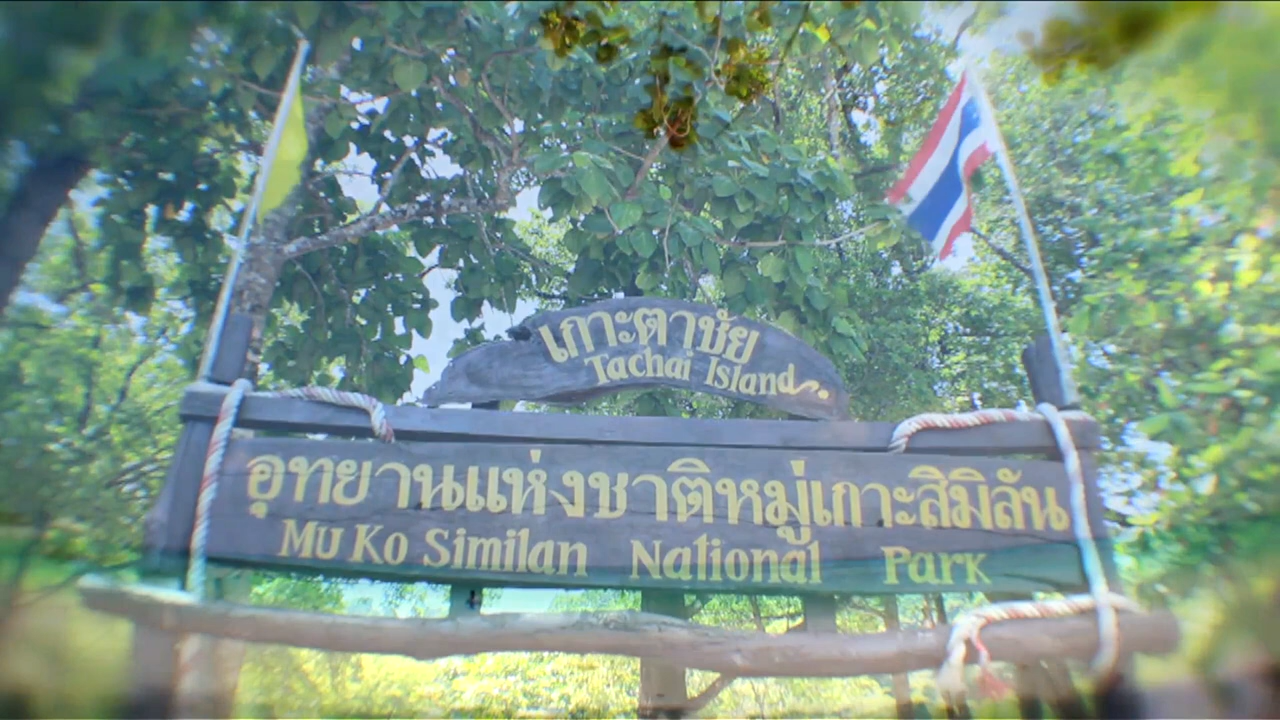 เกาะตาชัย
Tachai Island
อุทยานแห่งชาติหมู่เกาะสิมิลัน
Mu Ko Similan National Park